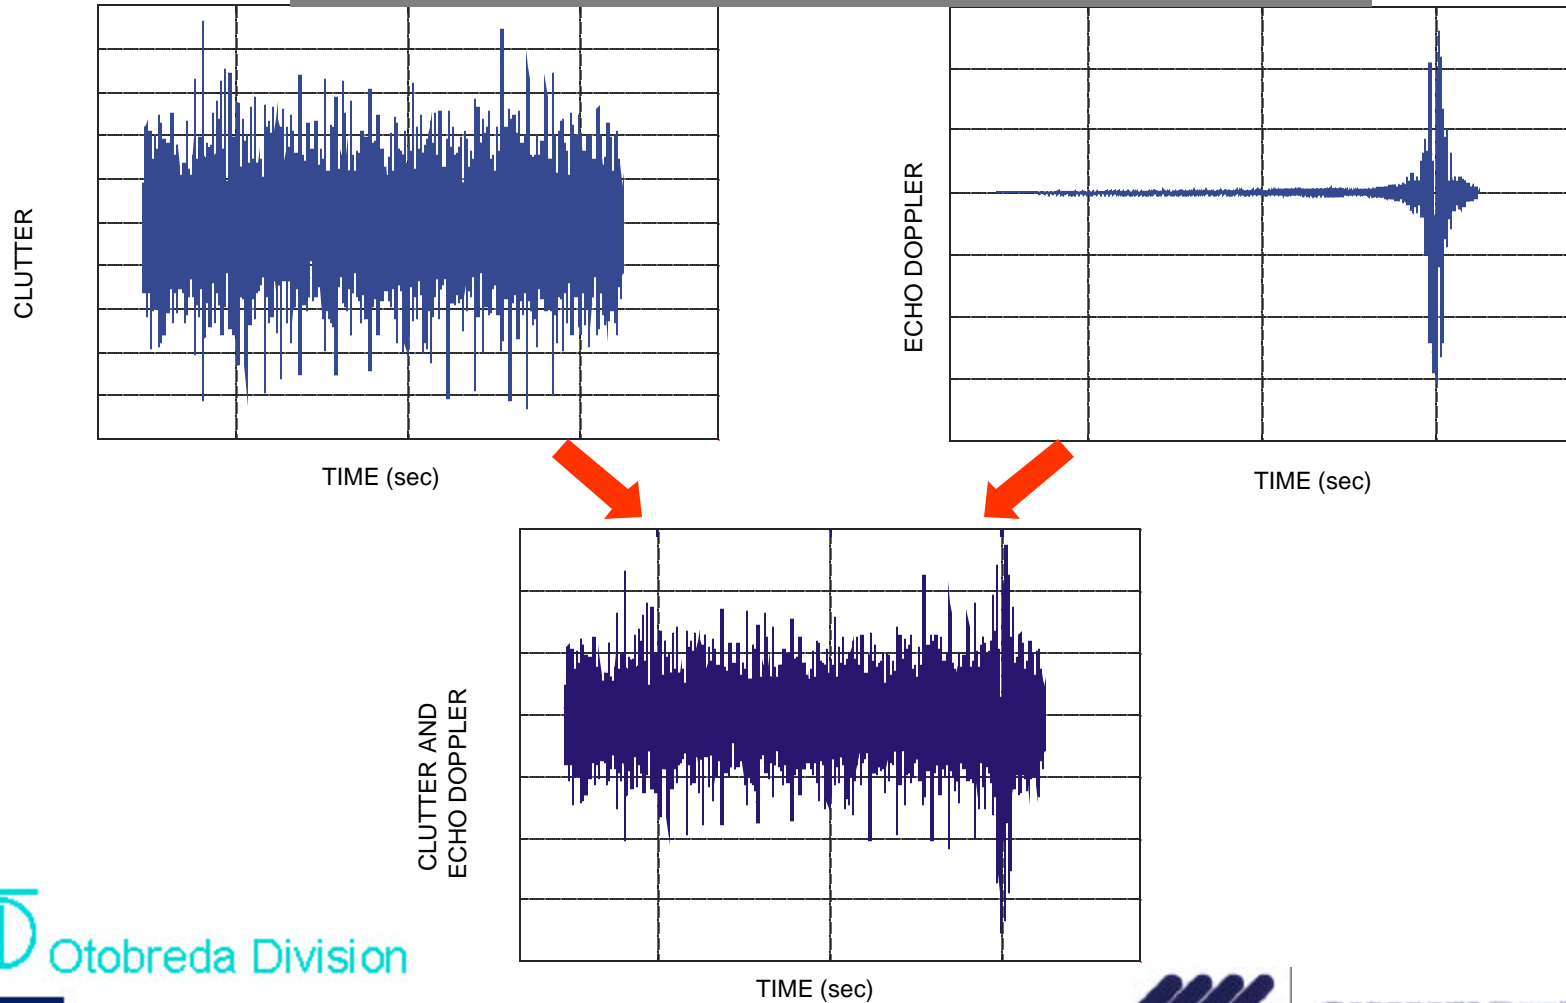 CLUTTER
TIME (sec)
ECHO DOPPLER
TIME (sec)
CLUTTER AND
ECHO DOPPLER
TIME (sec)
Otobreda Division